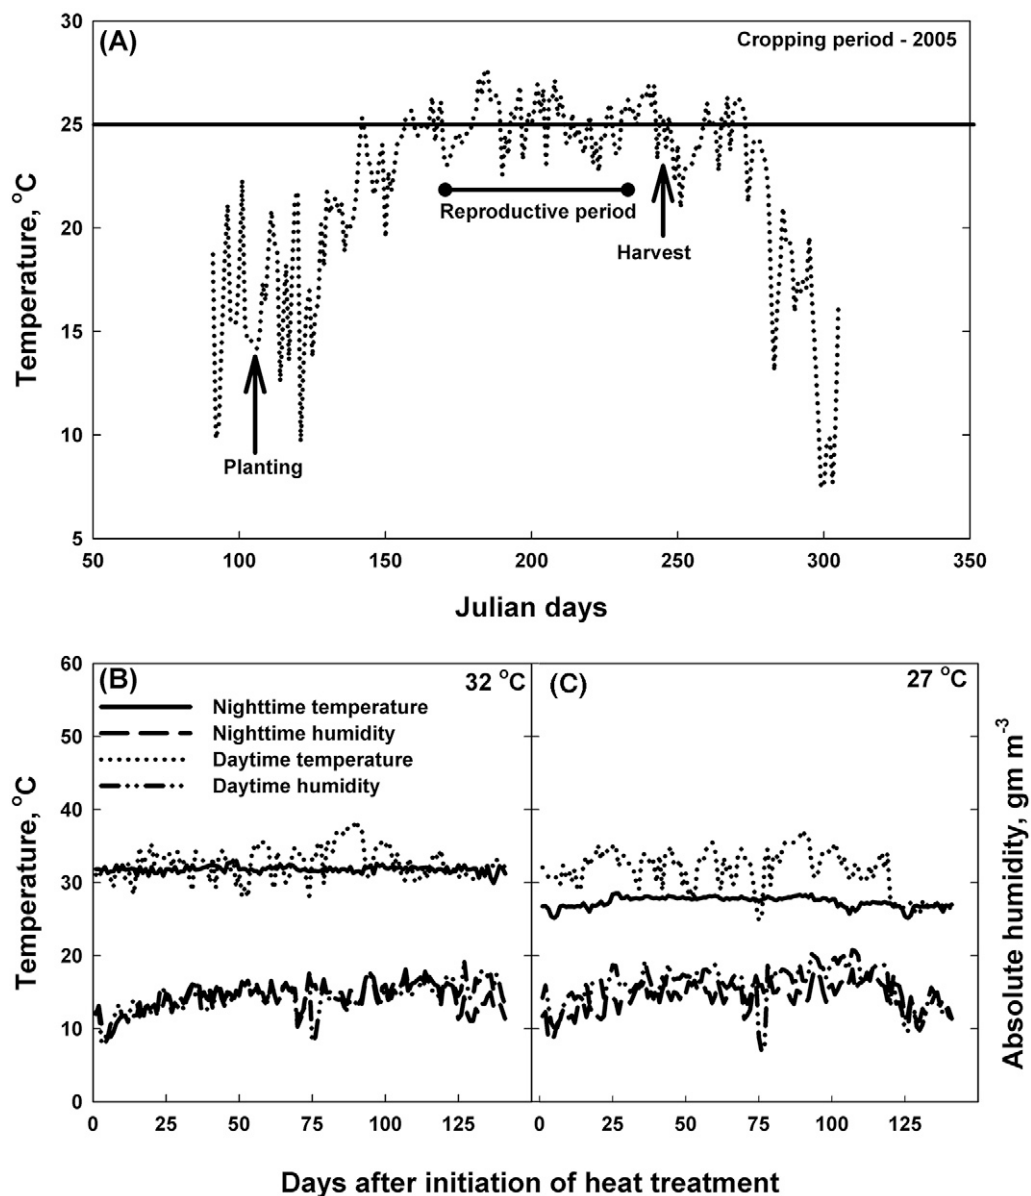 (A)
Cropping period - 2005
30
25
20
15
10
5
Temperature, °C
Reproductive period
Harvest
Planting
50 100 150 200 250 300 350
Julian days
(B) 32 °C
(C) 27 °C
Nighttime temperature
Nighttime humidity
Daytime temperature
Daytime humidity
60
50
40
30
20
10
0
Temperature, °C
Absolute humidity, gm m⁻³
0 25 50 75 100 125 0 25 50 75 100 125
Days after initiation of heat treatment